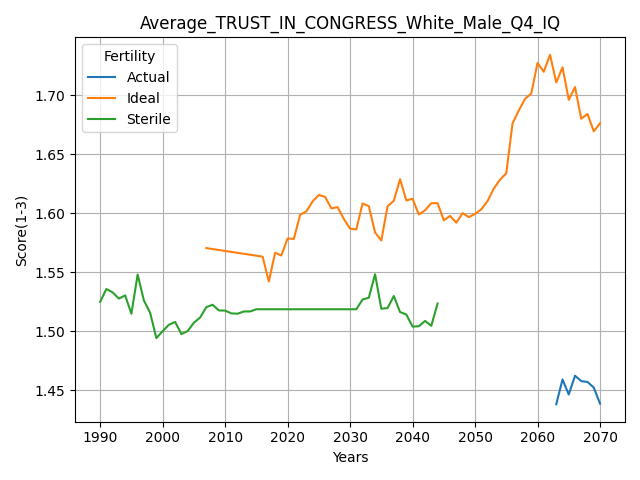 Average_TRUST_IN_CONGRESS_White_Male_Q4_IQ
Fertility
Actual
Ideal
Sterile
Score(1-3)
1.70
1.65
1.60
1.55
1.50
1.45
1990 2000 2010 2020 2030 2040 2050 2060 2070
Years